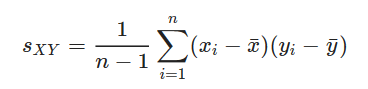 s_{XY} = \frac{1}{n-1} \sum_{i=1}^{n} (x_i - \bar{x})(y_i - \bar{y})